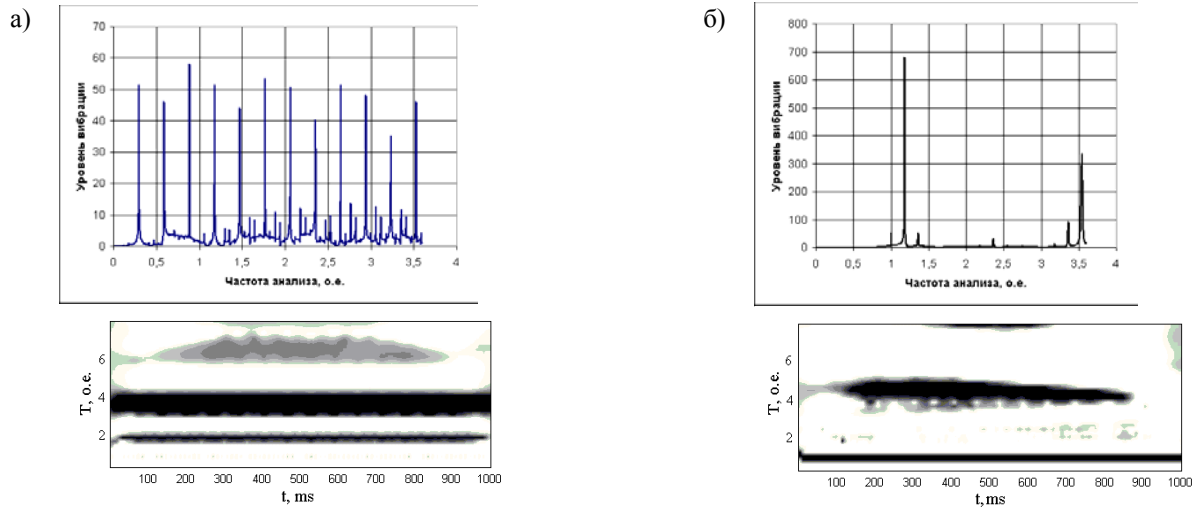 а)
70
60
50
40
30
20
10
0
Уровень вибрации
0 0,5 1 1,5 2 2,5 3 3,5 4
Частота анализа, о.е.
6
4
2
T, о.е.
100 200 300 400 500 600 700 800 900 1000
t, ms
б)
800
700
600
500
400
300
200
100
0
Уровень вибрации
0 0,5 1 1,5 2 2,5 3 3,5 4
Частота анализа, о.е.
6
4
2
T, о.е.
100 200 300 400 500 600 700 800 900 1000
t, ms